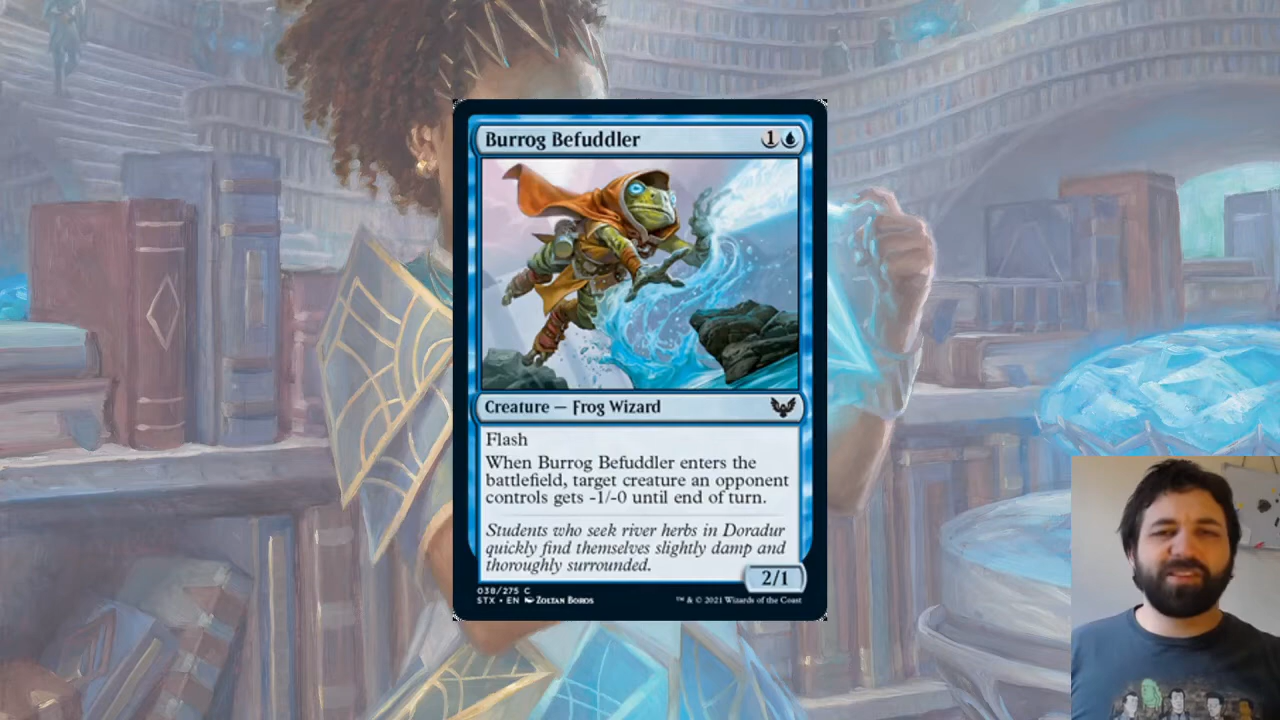 Burrog Befuddler 1
Creature — Frog Wizard
Flash
When Burrog Befuddler enters the
battlefield, target creature an opponent
controls gets -1/-0 until end of turn.
Students who seek river herbs in Doradur
quickly find themselves slightly damp and
thoroughly surrounded.
2/1
038/275 C
STX • EN Zoltan Boros
™ & © 2021 Wizards of the Coast